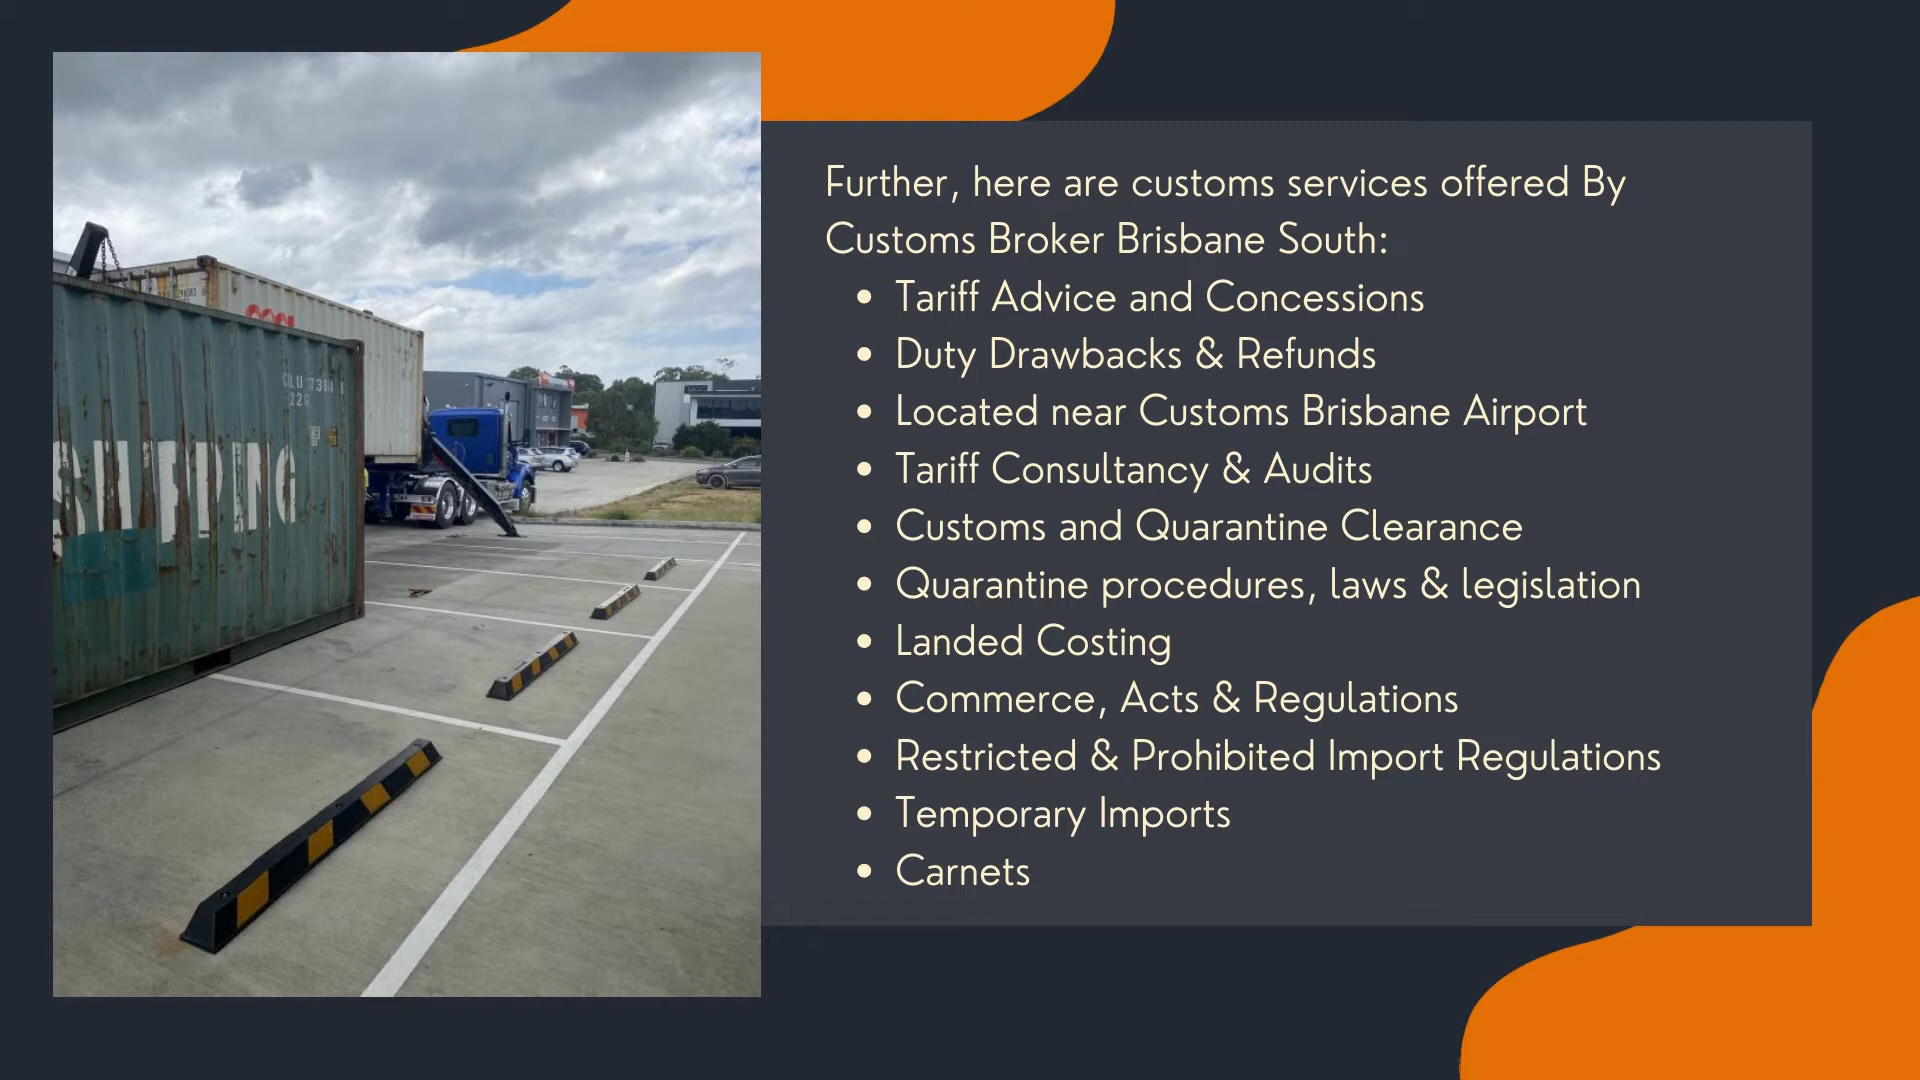 Further, here are customs services offered By
Customs Broker Brisbane South:
• Tariff Advice and Concessions
• Duty Drawbacks & Refunds
• Located near Customs Brisbane Airport
• Tariff Consultancy & Audits
• Customs and Quarantine Clearance
• Quarantine procedures, laws & legislation
• Landed Costing
• Commerce, Acts & Regulations
• Restricted & Prohibited Import Regulations
• Temporary Imports
• Carnets